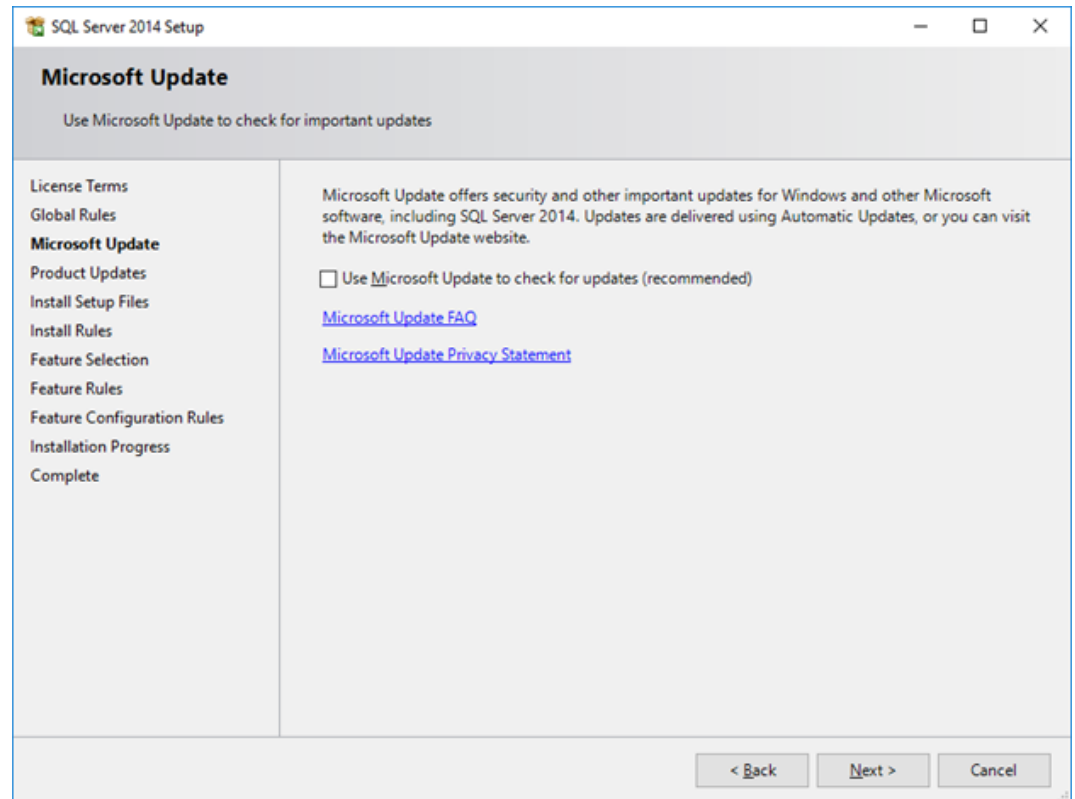 SQL Server 2014 Setup
Microsoft Update
Use Microsoft Update to check for important updates
License Terms
Global Rules
Microsoft Update
Product Updates
Install Setup Files
Install Rules
Feature Selection
Feature Rules
Feature Configuration Rules
Installation Progress
Complete
Microsoft Update offers security and other important updates for Windows and other Microsoft
software, including SQL Server 2014. Updates are delivered using Automatic Updates, or you can visit
the Microsoft Update website.
Use Microsoft Update to check for updates (recommended)
Microsoft Update FAQ
Microsoft Update Privacy Statement
< Back
Next >
Cancel